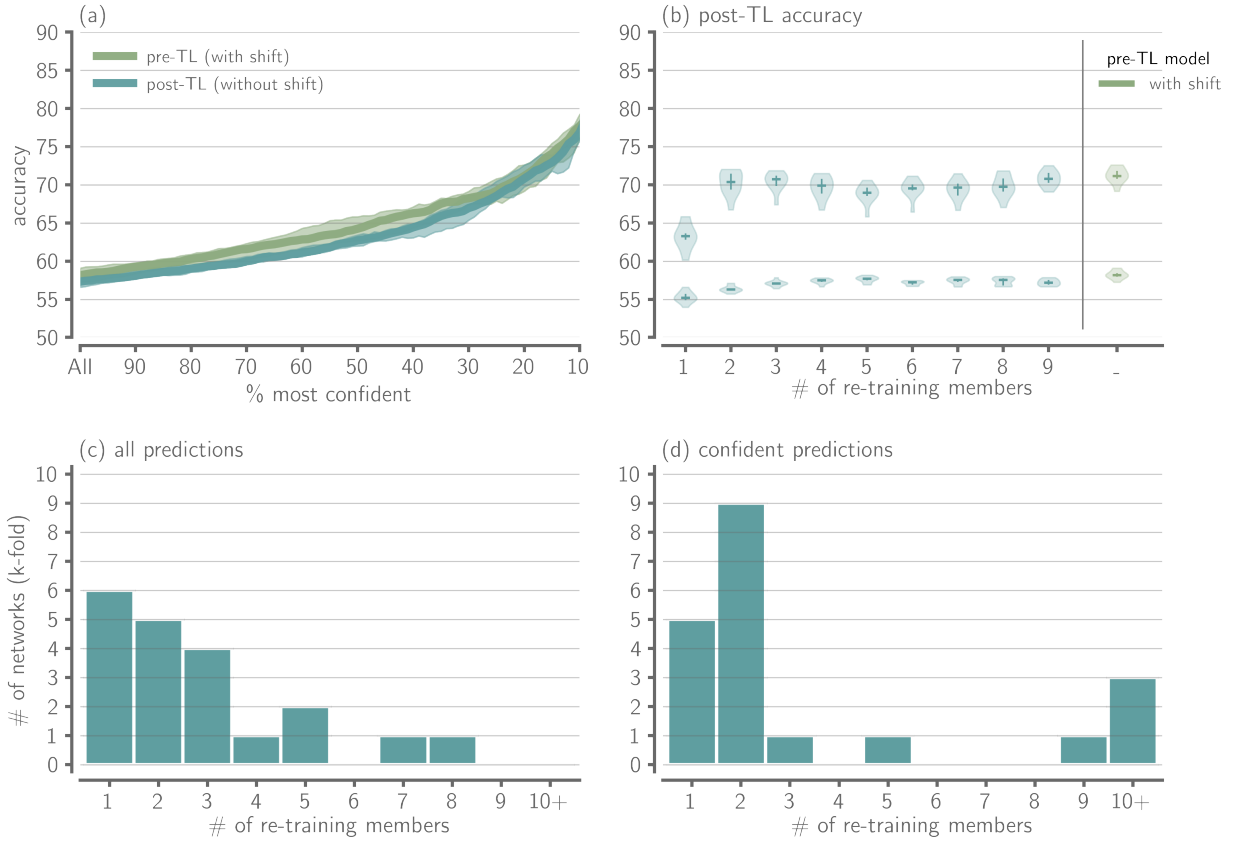 (a)
90
85
80
75
70
65
60
55
50
accuracy
pre-TL (with shift)
post-TL (without shift)
All 90 80 70 60 50 40 30 20 10
% most confident
(b) post-TL accuracy
90
85
80
75
70
65
60
55
50
pre-TL model
with shift
1 2 3 4 5 6 7 8 9 -
# of re-training members
(c) all predictions
10
9
8
7
6
5
4
3
2
1
0
# of networks (k-fold)
1 2 3 4 5 6 7 8 9 10+
# of re-training members
(d) confident predictions
10
9
8
7
6
5
4
3
2
1
0
1 2 3 4 5 6 7 8 9 10+
# of re-training members